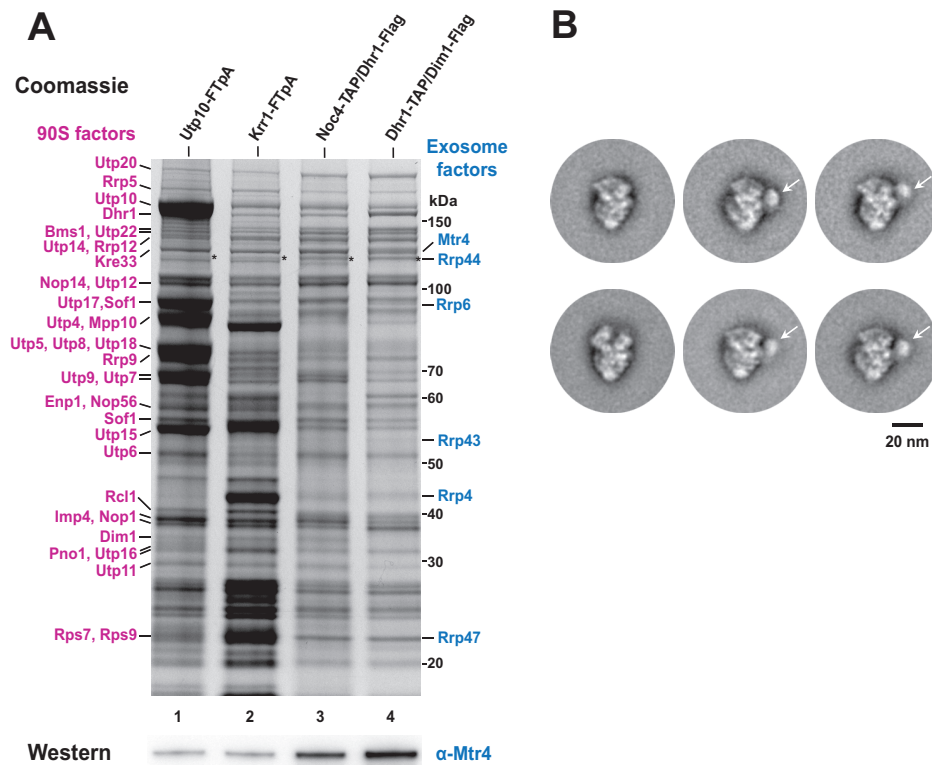 A
B
Coomassie
Utp10-FTpA
Krr1-FTpA
Noc4-TAP/Dhr1-Flag
Dhr1-TAP/Dim1-Flag
90S factors
Exosome
factors
Utp20
Rrp5
Utp10
Dhr1
Bms1, Utp22
Utp14, Rrp12
Kre33
Nop14, Utp12
Utp17,Sof1
Utp4, Mpp10
Utp5, Utp8, Utp18
Rrp9
Utp9, Utp7
Enp1, Nop56
Sof1
Utp15
Utp6
Rcl1
Imp4, Nop1
Dim1
Pno1, Utp16
Utp11
Rps7, Rps9
* * * *
kDa
150
Mtr4
Rrp44
100
Rrp6
70
60
Rrp43
50
Rrp4
40
30
Rrp47
20
1 2 3 4
Western
α-Mtr4
20 nm